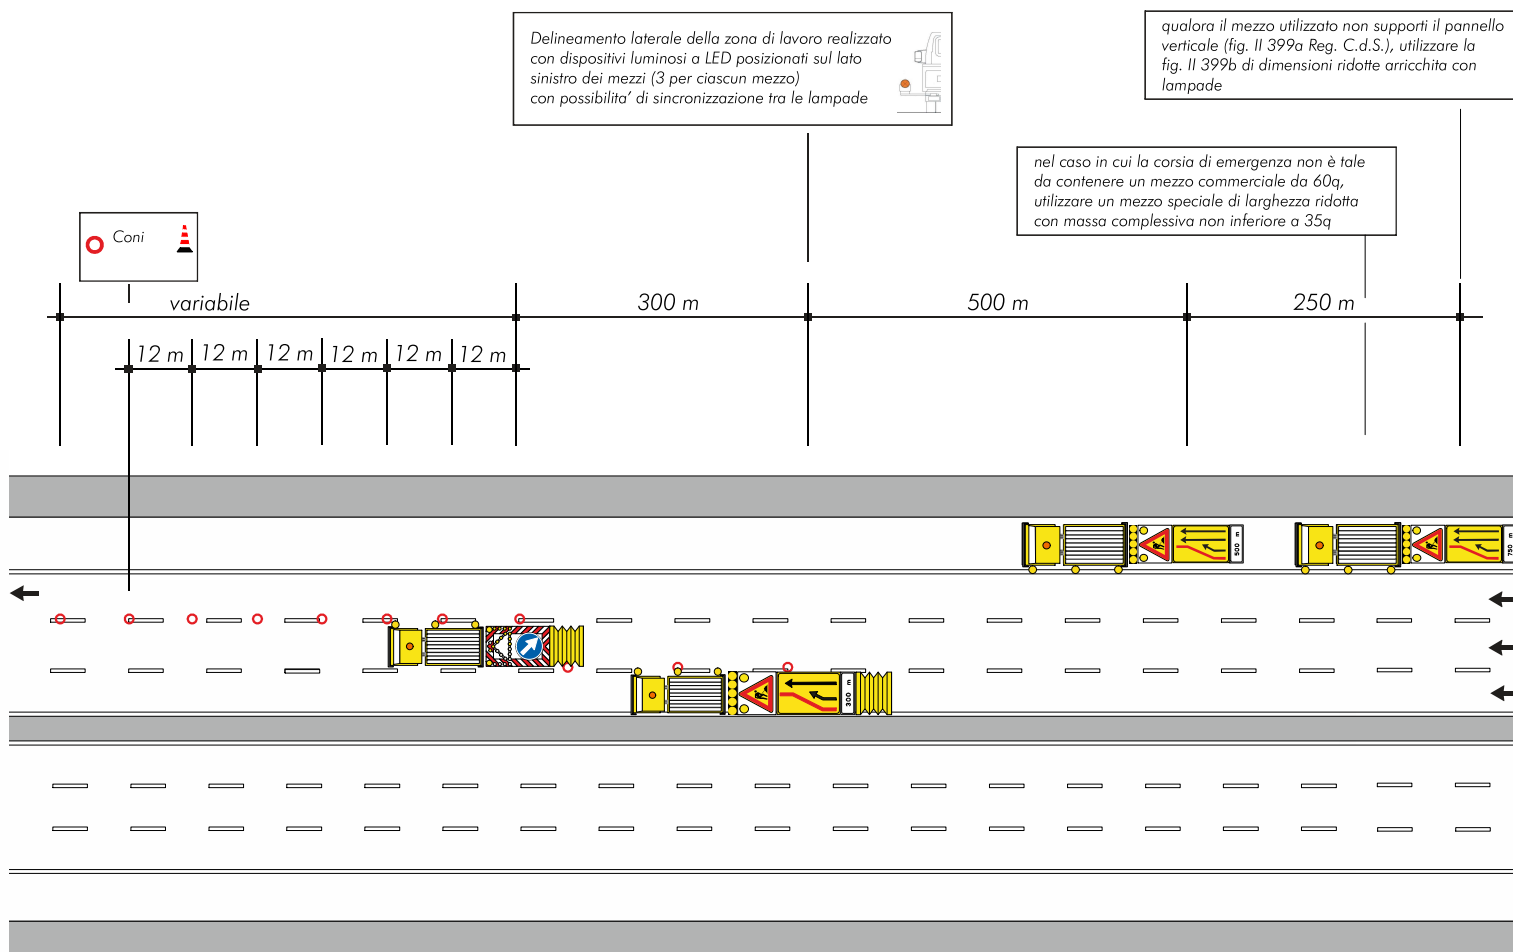 Delineamento laterale della zona di lavoro realizzato
con dispositivi luminosi a LED posizionati sul lato
sinistro dei mezzi (3 per ciascun mezzo)
con possibilita' di sincronizzazione tra le lampade
qualora il mezzo utilizzato non supporti il pannello
verticale (fig. II 399a Reg. C.d.S.), utilizzare la
fig. II 399b di dimensioni ridotte arricchita con
lampade
nel caso in cui la corsia di emergenza non è tale
da contenere un mezzo commerciale da 60q,
utilizzare un mezzo speciale di larghezza ridotta
con massa complessiva non inferiore a 35q
Coni
variabile
300 m
500 m
250 m
12 m
12 m
12 m
12 m
12 m
12 m
500 m
750 m
300 m